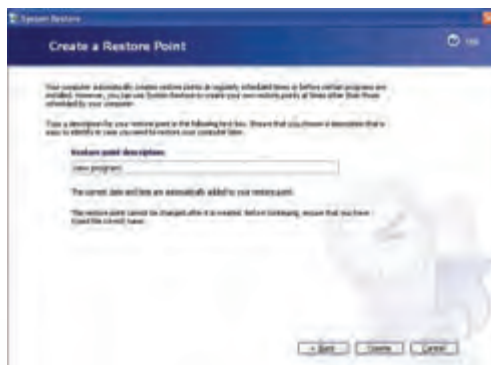 System Restore
Create a Restore Point
Help
Your computer automatically creates restore points at regularly scheduled times or before certain programs are
installed. However, you can use System Restore to create your own restore points at times other than those
scheduled by your computer.
Type a description for your restore point in the following text box. Ensure that you choose a description that is
easy to identify in case you need to restore your computer later.
Restore point description:
new program
The current date and time are automatically added to your restore point.
This restore point cannot be changed after it is created. Before continuing, ensure that you have
typed the correct name.
< Back
Create
Cancel